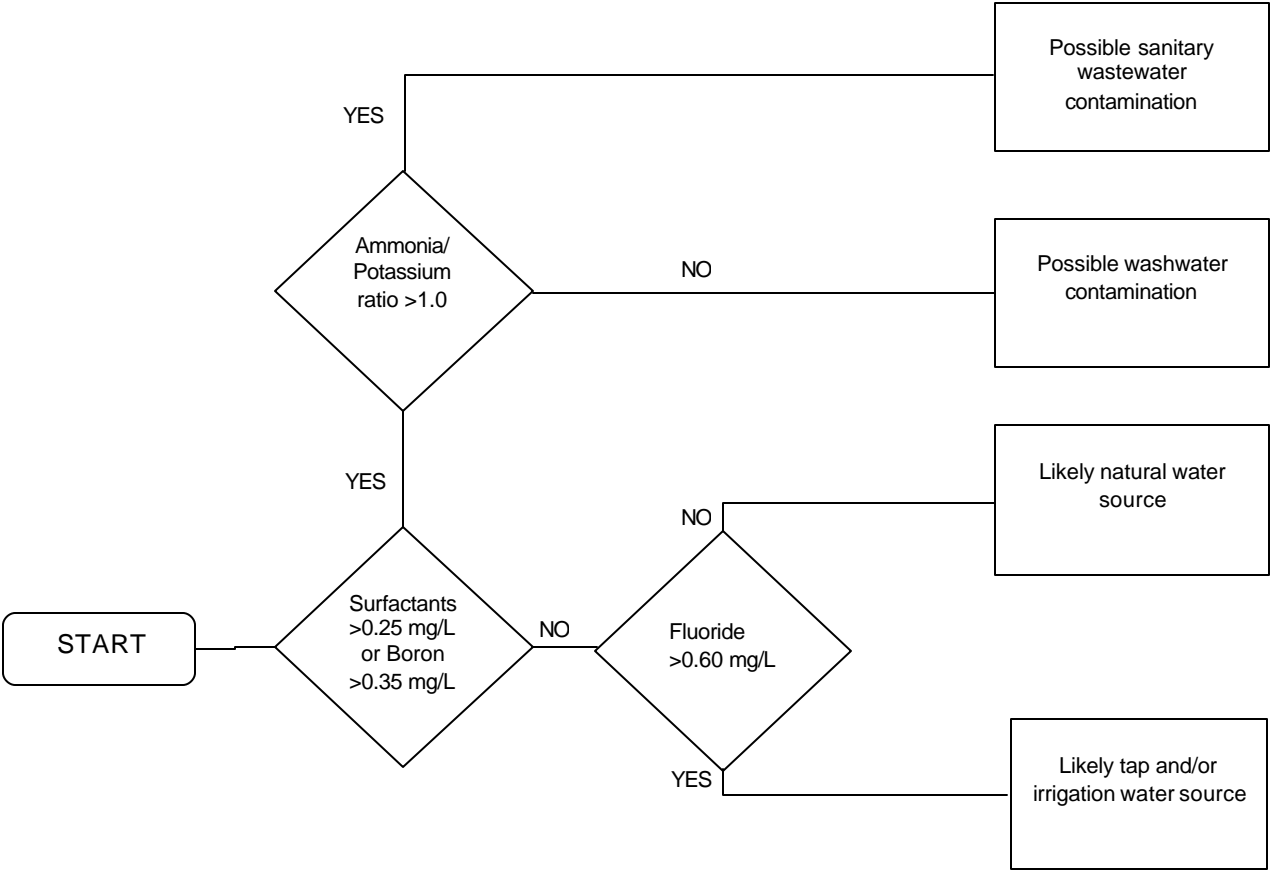 Possible sanitary
wastewater
contamination
YES
Ammonia/
Potassium
ratio >1.0
NO
Possible washwater
contamination
YES
Likely natural water
source
NO
START
Surfactants
>0.25 mg/L
or Boron
>0.35 mg/L
NO
Fluoride
>0.60 mg/L
YES
Likely tap and/or
irrigation water source